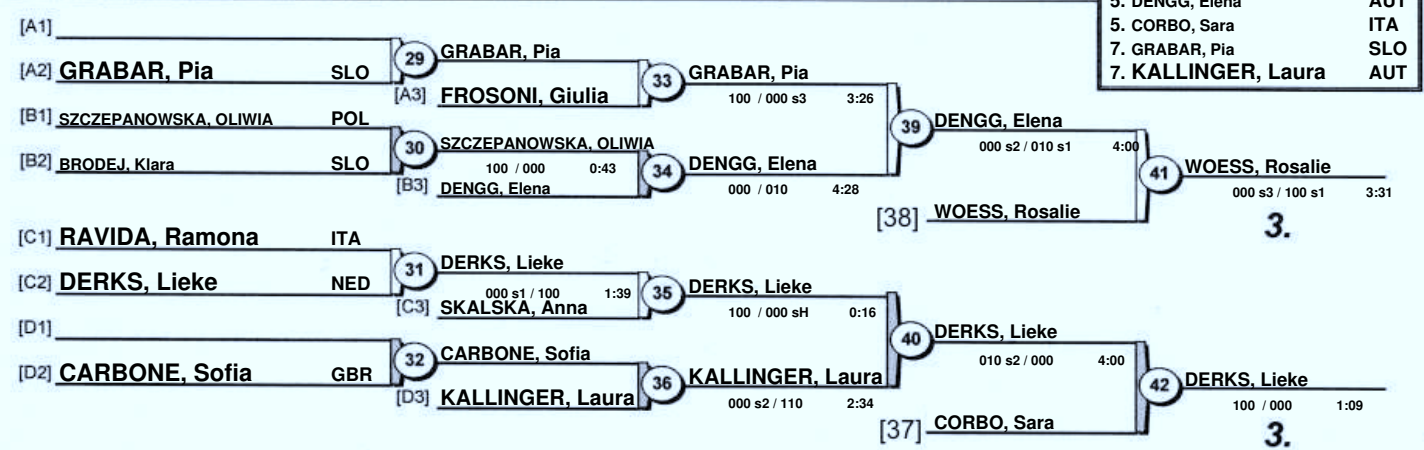 5. DENGG, Elena AUT
5. CORBO, Sara ITA
7. GRABAR, Pia SLO
7. KALLINGER, Laura AUT
[A1]
[A2] GRABAR, Pia SLO
29 GRABAR, Pia
[A3] FROSONI, Giulia
33 GRABAR, Pia
100 / 000 s3 3:26
[B1] SZCZEPANOWSKA, OLIWIA POL
[B2] BRODEJ, Klara SLO
30 SZCZEPANOWSKA, OLIWIA
100 / 000 0:43
[B3] DENGG, Elena
34 DENGG, Elena
000 / 010 4:28
39 DENGG, Elena
000 s2 / 010 s1 4:00
[38] WOESS, Rosalie
41 WOESS, Rosalie
000 s3 / 100 s1 3:31
3.
[C1] RAVIDA, Ramona ITA
[C2] DERKS, Lieke NED
31 DERKS, Lieke
000 s1 / 100 1:39
[C3] SKALSKA, Anna
35 DERKS, Lieke
100 / 000 sH 0:16
[D1]
[D2] CARBONE, Sofia GBR
32 CARBONE, Sofia
[D3] KALLINGER, Laura
36 KALLINGER, Laura
000 s2 / 110 2:34
40 DERKS, Lieke
010 s2 / 000 4:00
[37] CORBO, Sara
42 DERKS, Lieke
100 / 000 1:09
3.